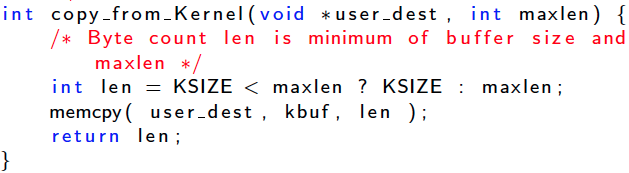 int copy_from_Kernel(void *user_dest, int maxlen) {
/* Byte count len is minimum of buffer size and
maxlen */
int len = KSIZE < maxlen ? KSIZE : maxlen;
memcpy( user_dest, kbuf, len );
return len;
}